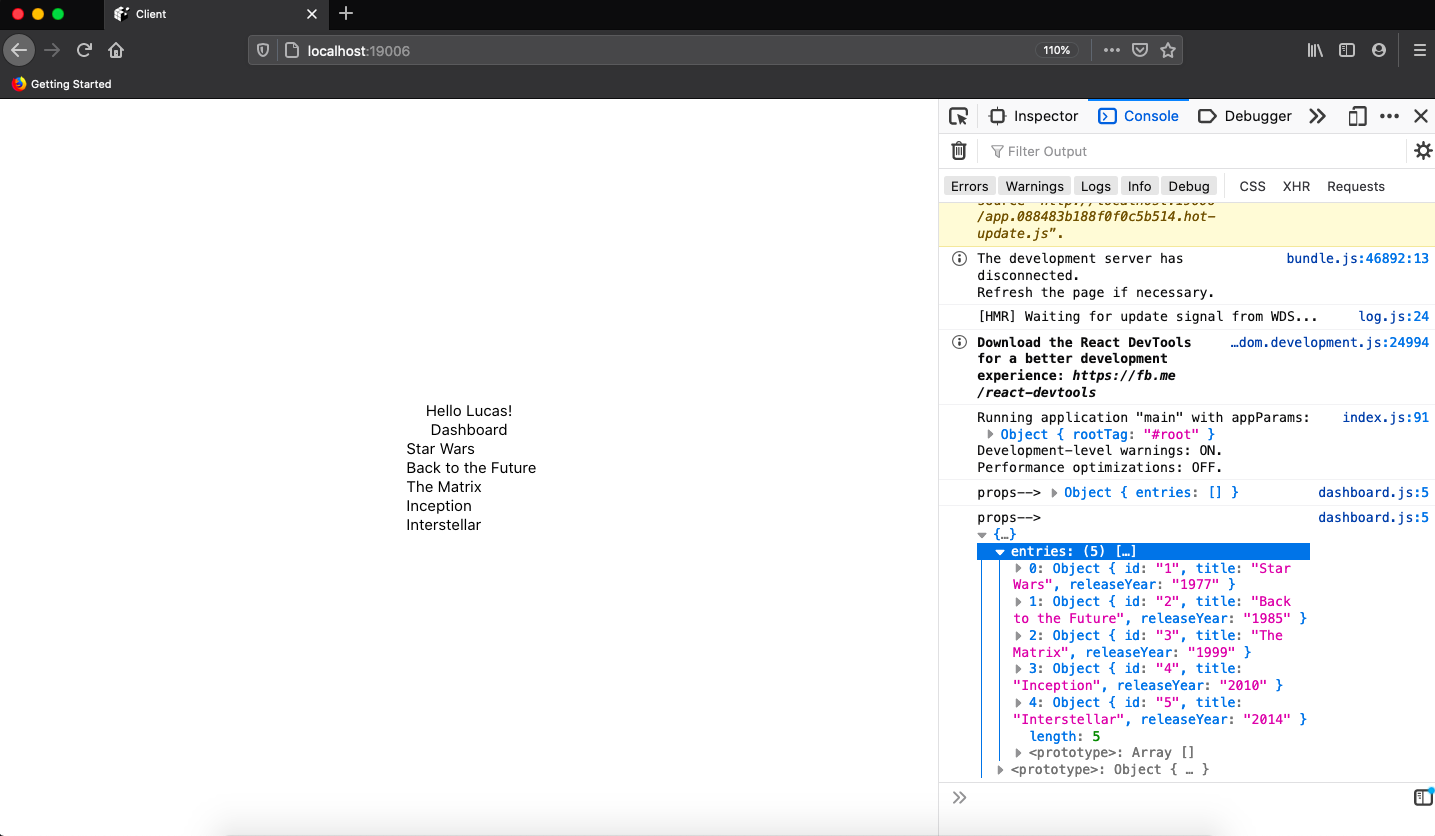 Client
localhost:19006
110%
Getting Started
Inspector
Console
Debugger
Filter Output
Errors
Warnings
Logs
Info
Debug
CSS
XHR
Requests
/app.088483b188f0f0c5b514.hot-
update.js”.
The development server has
bundle.js:46892:13
disconnected.
Refresh the page if necessary.
[HMR] Waiting for update signal from WDS...
log.js:24
Download the React DevTools
…dom.development.js:24994
for a better development
experience: https://fb.me
/react-devtools
Running application "main" with appParams:
index.js:91
Object { rootTag: "#root" }
Development-level warnings: ON.
Performance optimizations: OFF.
props--> Object { entries: [] }
dashboard.js:5
props-->
dashboard.js:5
{…}
entries: (5) […]
0: Object { id: "1", title: "Star
Wars", releaseYear: "1977" }
1: Object { id: "2", title: "Back
to the Future", releaseYear: "1985" }
2: Object { id: "3", title: "The
Matrix", releaseYear: "1999" }
3: Object { id: "4", title:
"Inception", releaseYear: "2010" }
4: Object { id: "5", title:
"Interstellar", releaseYear: "2014" }
length: 5
<prototype>: Array []
<prototype>: Object { … }
Hello Lucas!
Dashboard
Star Wars
Back to the Future
The Matrix
Inception
Interstellar